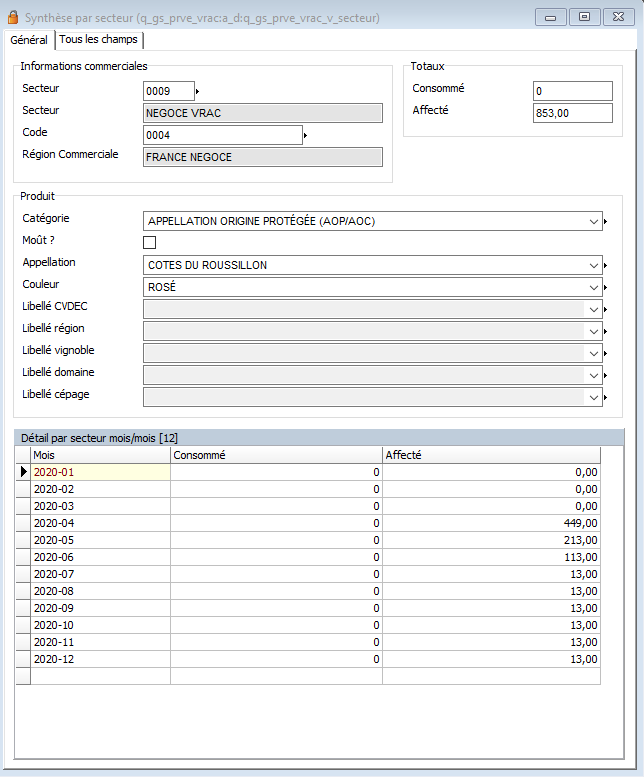 Synthèse par secteur (q_gs_prve_vrac:a_d:q_gs_prve_vrac_v_secteur)
Général Tous les champs
Informations commerciales
Secteur 0009
Secteur NEGOCE VRAC
Code 0004
Région Commerciale FRANCE NEGOCE
Totaux
Consommé 0
Affecté 853,00
Produit
Catégorie APPELLATION ORIGINE PROTÉGÉE (AOP/AOC)
Moût ?
Appellation COTES DU ROUSSILLON
Couleur ROSÉ
Libellé CVDEC
Libellé région
Libellé vignoble
Libellé domaine
Libellé cépage
Détail par secteur mois/mois [12]
Mois Consommé Affecté
2020-01 0 0,00
2020-02 0 0,00
2020-03 0 0,00
2020-04 0 449,00
2020-05 0 213,00
2020-06 0 113,00
2020-07 0 13,00
2020-08 0 13,00
2020-09 0 13,00
2020-10 0 13,00
2020-11 0 13,00
2020-12 0 13,00